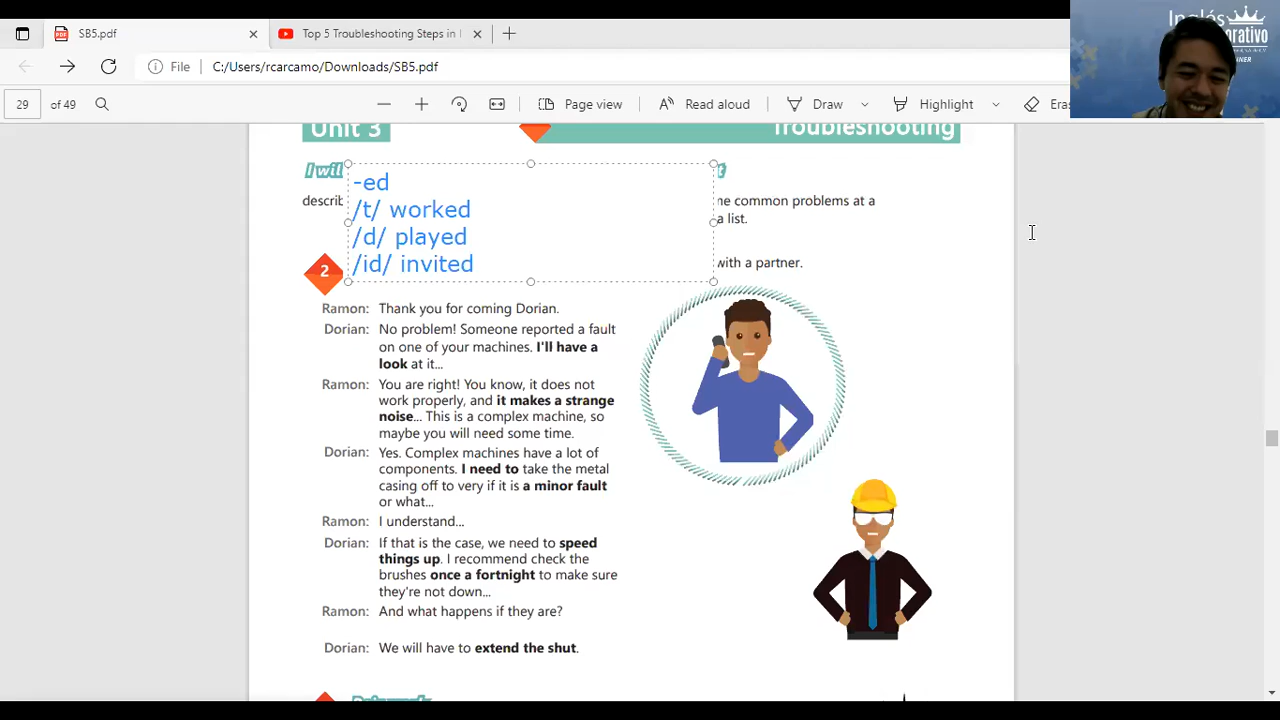 SB5.pdf
Top 5 Troubleshooting Steps in
File
C:/Users/rcarcamo/Downloads/SB5.pdf
29
of 49
Page view
Read aloud
Draw
Highlight
Inglés
Unit 3
Troubleshooting
I wil
-ed
/t/ worked
/d/ played
/id/ invited
describ
ne common problems at a
a list.
2
with a partner.
Ramon: Thank you for coming Dorian.
Dorian: No problem! Someone reported a fault
on one of your machines. I'll have a
look at it...
Ramon: You are right! You know, it does not
work properly, and it makes a strange
noise... This is a complex machine, so
maybe you will need some time.
Dorian: Yes. Complex machines have a lot of
components. I need to take the metal
casing off to very if it is a minor fault
or what...
Ramon: I understand...
Dorian: If that is the case, we need to speed
things up. I recommend check the
brushes once a fortnight to make sure
they're not down...
Ramon: And what happens if they are?
Dorian: We will have to extend the shut.